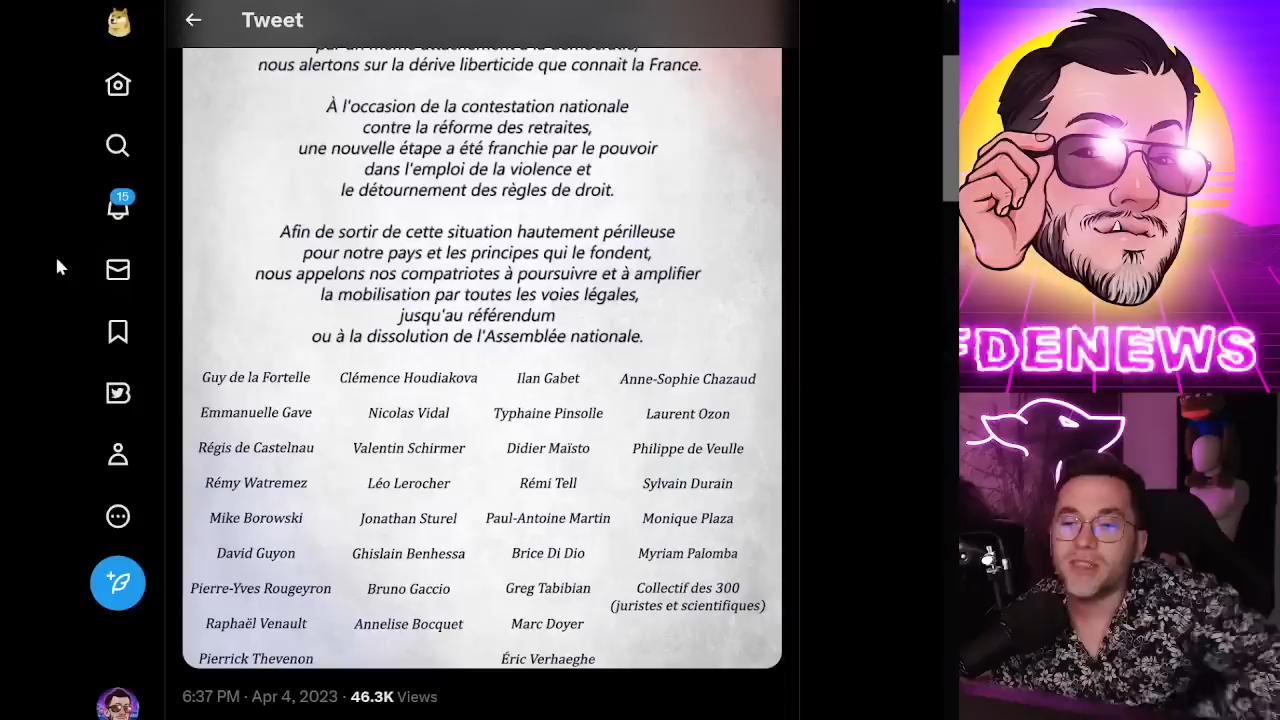 Tweet
par un même attachement à la démocratie,
nous alertons sur la dérive liberticide que connait la France.
À l'occasion de la contestation nationale
contre la réforme des retraites,
une nouvelle étape a été franchie par le pouvoir
dans l'emploi de la violence et
le détournement des règles de droit.
Afin de sortir de cette situation hautement périlleuse
pour notre pays et les principes qui le fondent,
nous appelons nos compatriotes à poursuivre et à amplifier
la mobilisation par toutes les voies légales,
jusqu'au référendum
ou à la dissolution de l'Assemblée nationale.
Guy de la Fortelle Clémence Houdiakova Ilan Gabet Anne-Sophie Chazaud
Emmanuelle Gave Nicolas Vidal Typhaine Pinsolle Laurent Ozon
Régis de Castelnau Valentin Schirmer Didier Maïsto Philippe de Veulle
Rémy Watremez Léo Lerocher Rémi Tell Sylvain Durain
Mike Borowski Jonathan Sturel Paul-Antoine Martin Monique Plaza
David Guyon Ghislain Benhessa Brice Di Dio Myriam Palomba
Pierre-Yves Rougeyron Bruno Gaccio Greg Tabibian Collectif des 300
(juristes et scientifiques)
Raphaël Venault Annelise Bocquet Marc Doyer
Pierrick Thevenon Éric Verhaeghe
6:37 PM · Apr 4, 2023 · 46.3K Views
15
FDENEWS